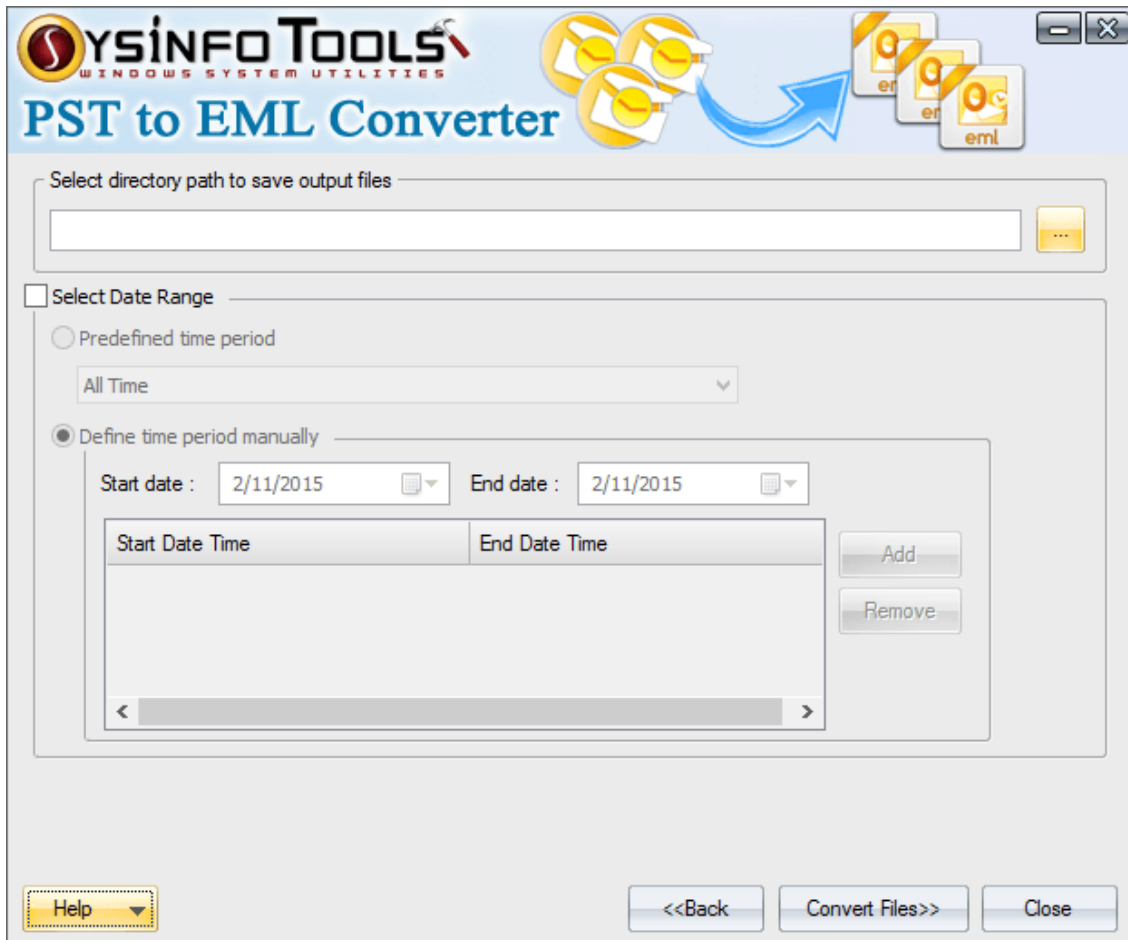 SYSINFOTOOLS
WINDOWS SYSTEM UTILITIES
PST to EML Converter
eml
Select directory path to save output files
...
Select Date Range
Predefined time period
All Time
Define time period manually
Start date : 2/11/2015 End date : 2/11/2015
Start Date Time End Date Time
Add
Remove
Help <<Back Convert Files>> Close